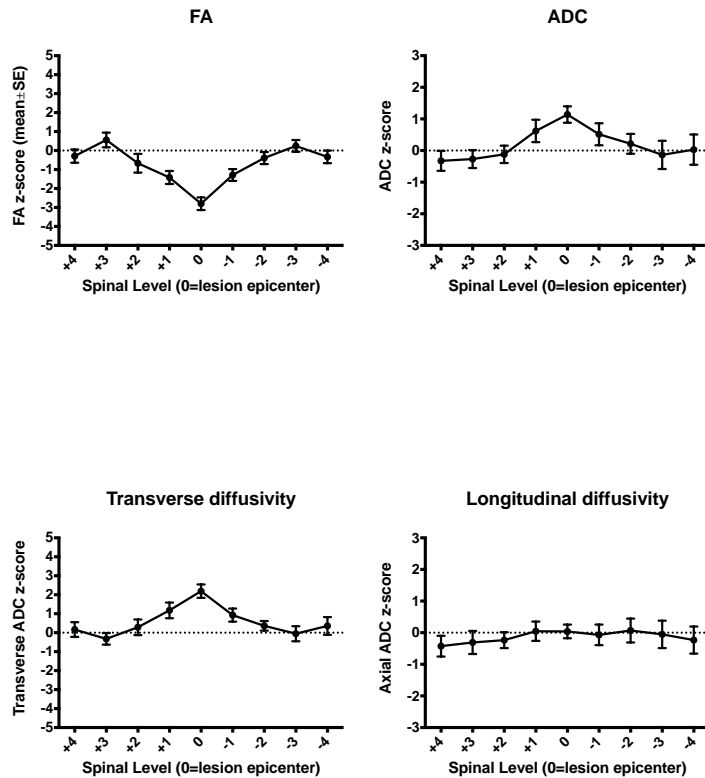 FA
FA z-score (mean±SE)
5
4
3
2
1
0
-1
-2
-3
-4
-5
+4 +3 +2 +1 0 -1 -2 -3 -4
Spinal Level (0=lesion epicenter)
ADC
ADC z-score
3
2
1
0
-1
-2
-3
+4 +3 +2 +1 0 -1 -2 -3 -4
Spinal Level (0=lesion epicenter)
Transverse diffusivity
Transverse ADC z-score
5
4
3
2
1
0
-1
-2
-3
-4
-5
+4 +3 +2 +1 0 -1 -2 -3 -4
Spinal Level (0=lesion epicenter)
Longitudinal diffusivity
Axial ADC z-score
3
2
1
0
-1
-2
-3
+4 +3 +2 +1 0 -1 -2 -3 -4
Spinal Level (0=lesion epicenter)